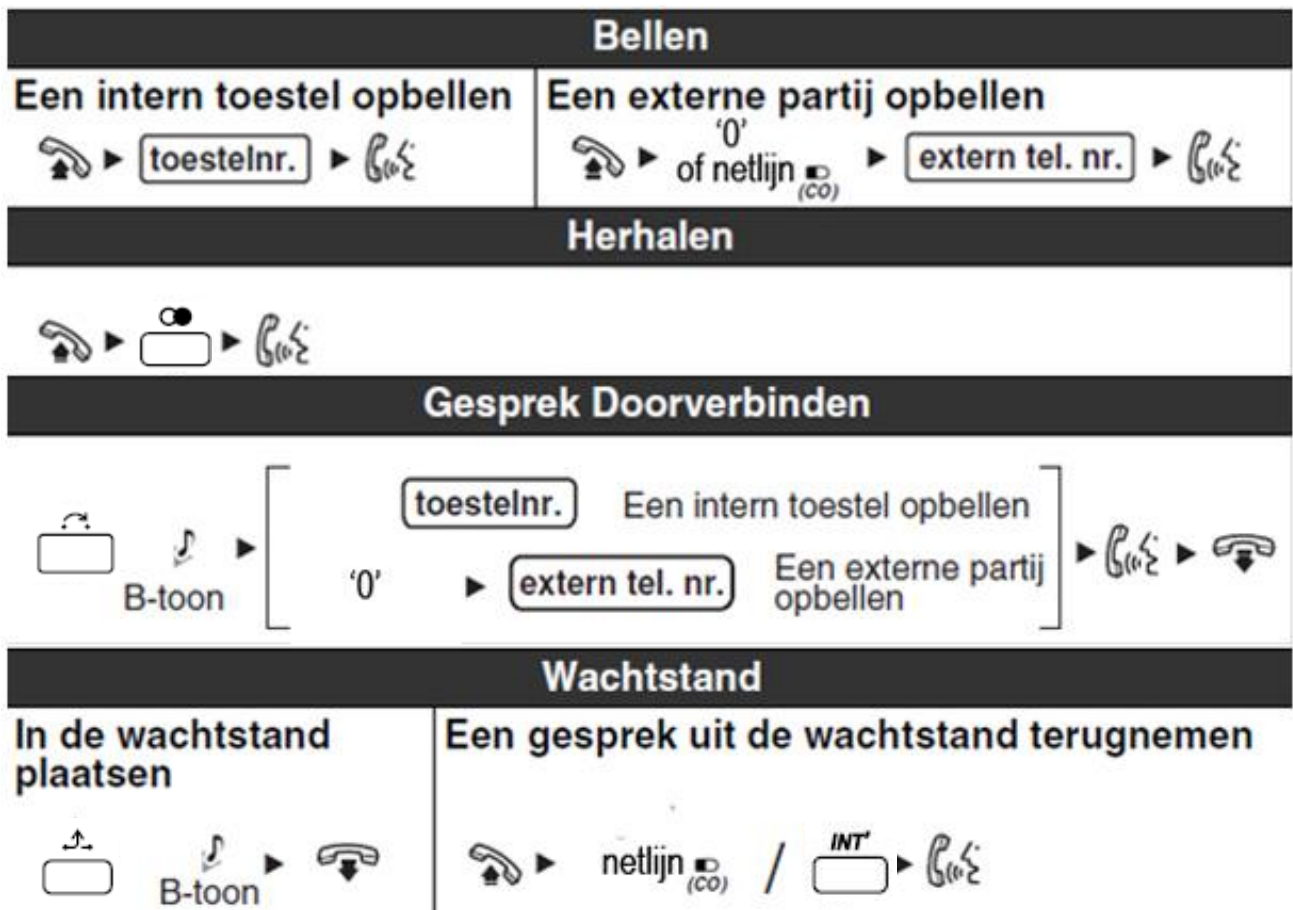 Bellen
Een intern toestel opbellen
toestelnr.
Een externe partij opbellen
‘0’
of netlijn
(CO)
extern tel. nr.
Herhalen
Gesprek Doorverbinden
B-toon
toestelnr.
Een intern toestel opbellen
‘0’
extern tel. nr.
Een externe partij
opbellen
Wachtstand
In de wachtstand
plaatsen
B-toon
Een gesprek uit de wachtstand terugnemen
netlijn
(CO)
/
INT'